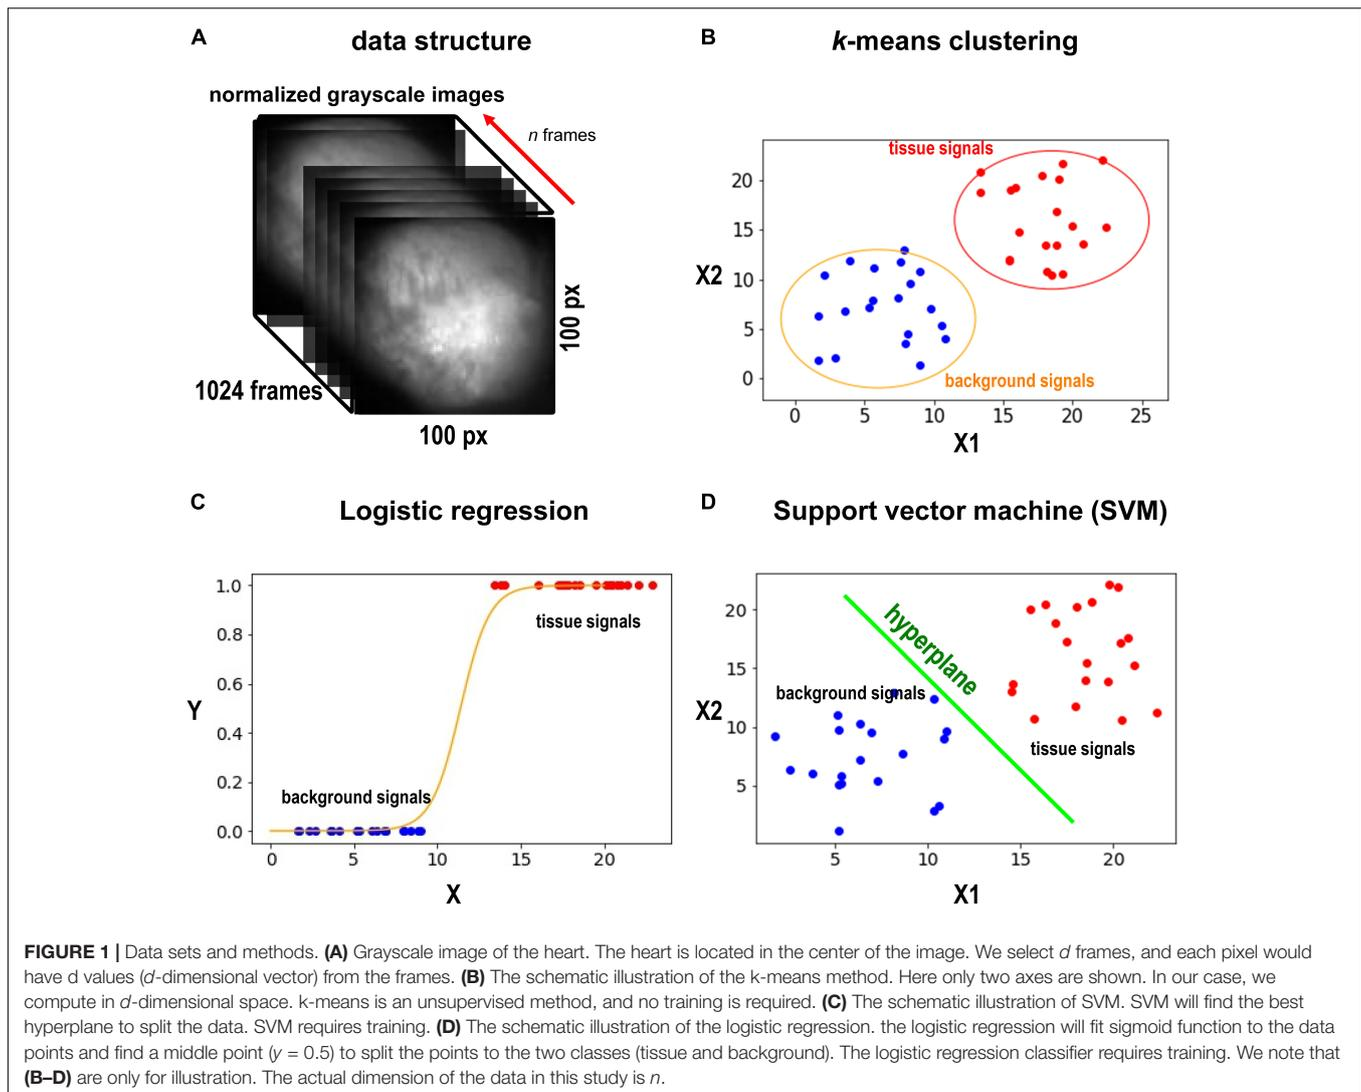 A
data structure
normalized grayscale images
n frames
100 px
1024 frames
100 px
B
k-means clustering
tissue signals
20
15
X2
10
5
0
background signals
0 5 10 15 20 25
X1
C
Logistic regression
1.0
tissue signals
0.8
0.6
Y
0.4
0.2
background signals
0.0
0 5 10 15 20
X
D
Support vector machine (SVM)
20
hyperplane
15
background signals
X2
10
tissue signals
5
5 10 15 20
X1
FIGURE 1 | Data sets and methods. (A) Grayscale image of the heart. The heart is located in the center of the image. We select d frames, and each pixel would
have d values (d-dimensional vector) from the frames. (B) The schematic illustration of the k-means method. Here only two axes are shown. In our case, we
compute in d-dimensional space. k-means is an unsupervised method, and no training is required. (C) The schematic illustration of SVM. SVM will find the best
hyperplane to split the data. SVM requires training. (D) The schematic illustration of the logistic regression. the logistic regression will fit sigmoid function to the data
points and find a middle point (y = 0.5) to split the points to the two classes (tissue and background). The logistic regression classifier requires training. We note that
(B–D) are only for illustration. The actual dimension of the data in this study is n.